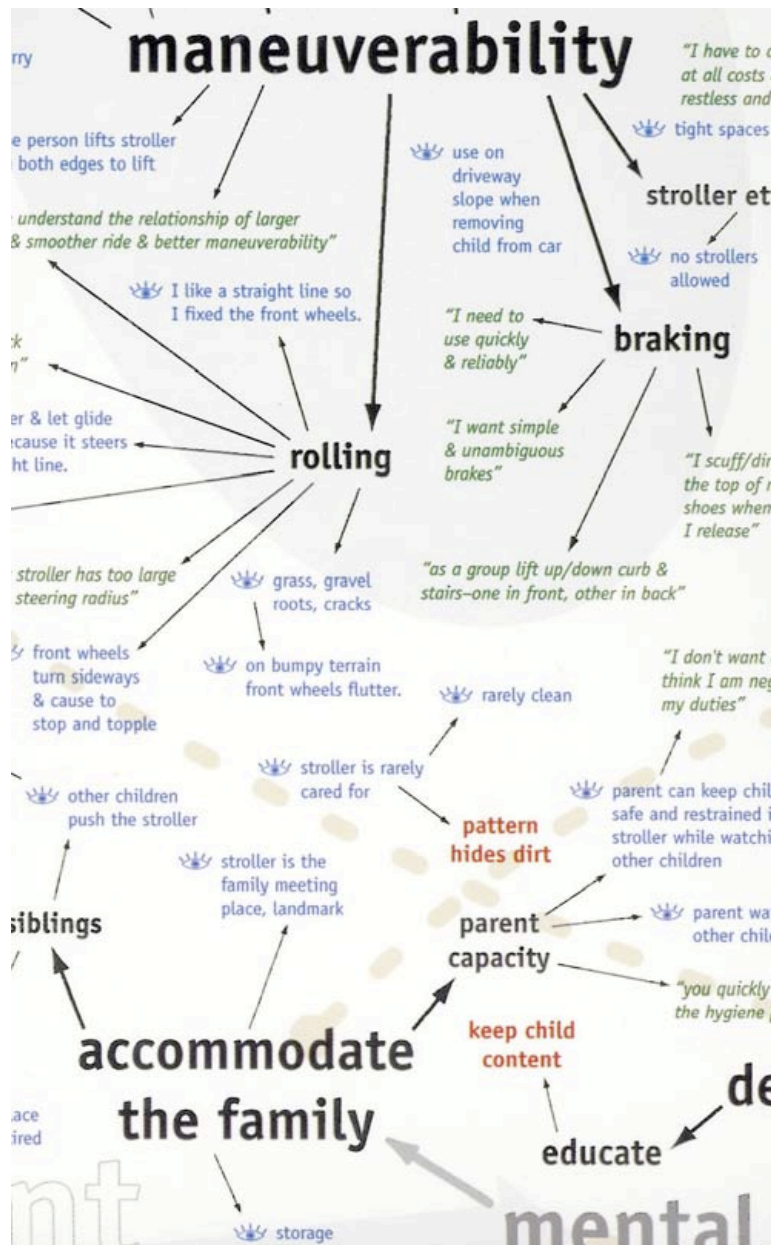 maneuverability
rry
"I have to
at all costs
restless and
tight spaces
e person lifts stroller
both edges to lift
use on
driveway
slope when
removing
child from car
stroller et
no strollers
allowed
understand the relationship of larger
& smoother ride & better maneuverability"
I like a straight line so
I fixed the front wheels.
"I need to
use quickly
& reliably"
braking
ck
n"
er & let glide
ecause it steers
ht line.
rolling
"I want simple
& unambiguous
brakes"
"I scuff/dir
the top of
shoes when
I release"
stroller has too large
steering radius"
grass, gravel
roots, cracks
"as a group lift up/down curb &
stairs–one in front, other in back"
front wheels
turn sideways
& cause to
stop and topple
on bumpy terrain
front wheels flutter.
rarely clean
"I don't want
think I am neg
my duties"
stroller is rarely
cared for
pattern
hides dirt
other children
push the stroller
parent can keep chil
safe and restrained i
stroller while watchi
other children
stroller is the
family meeting
place, landmark
siblings
parent
capacity
parent wa
other chil
"you quickly
the hygiene
accommodate
the family
keep child
content
de
educate
ace
ired
nt
mental
storage